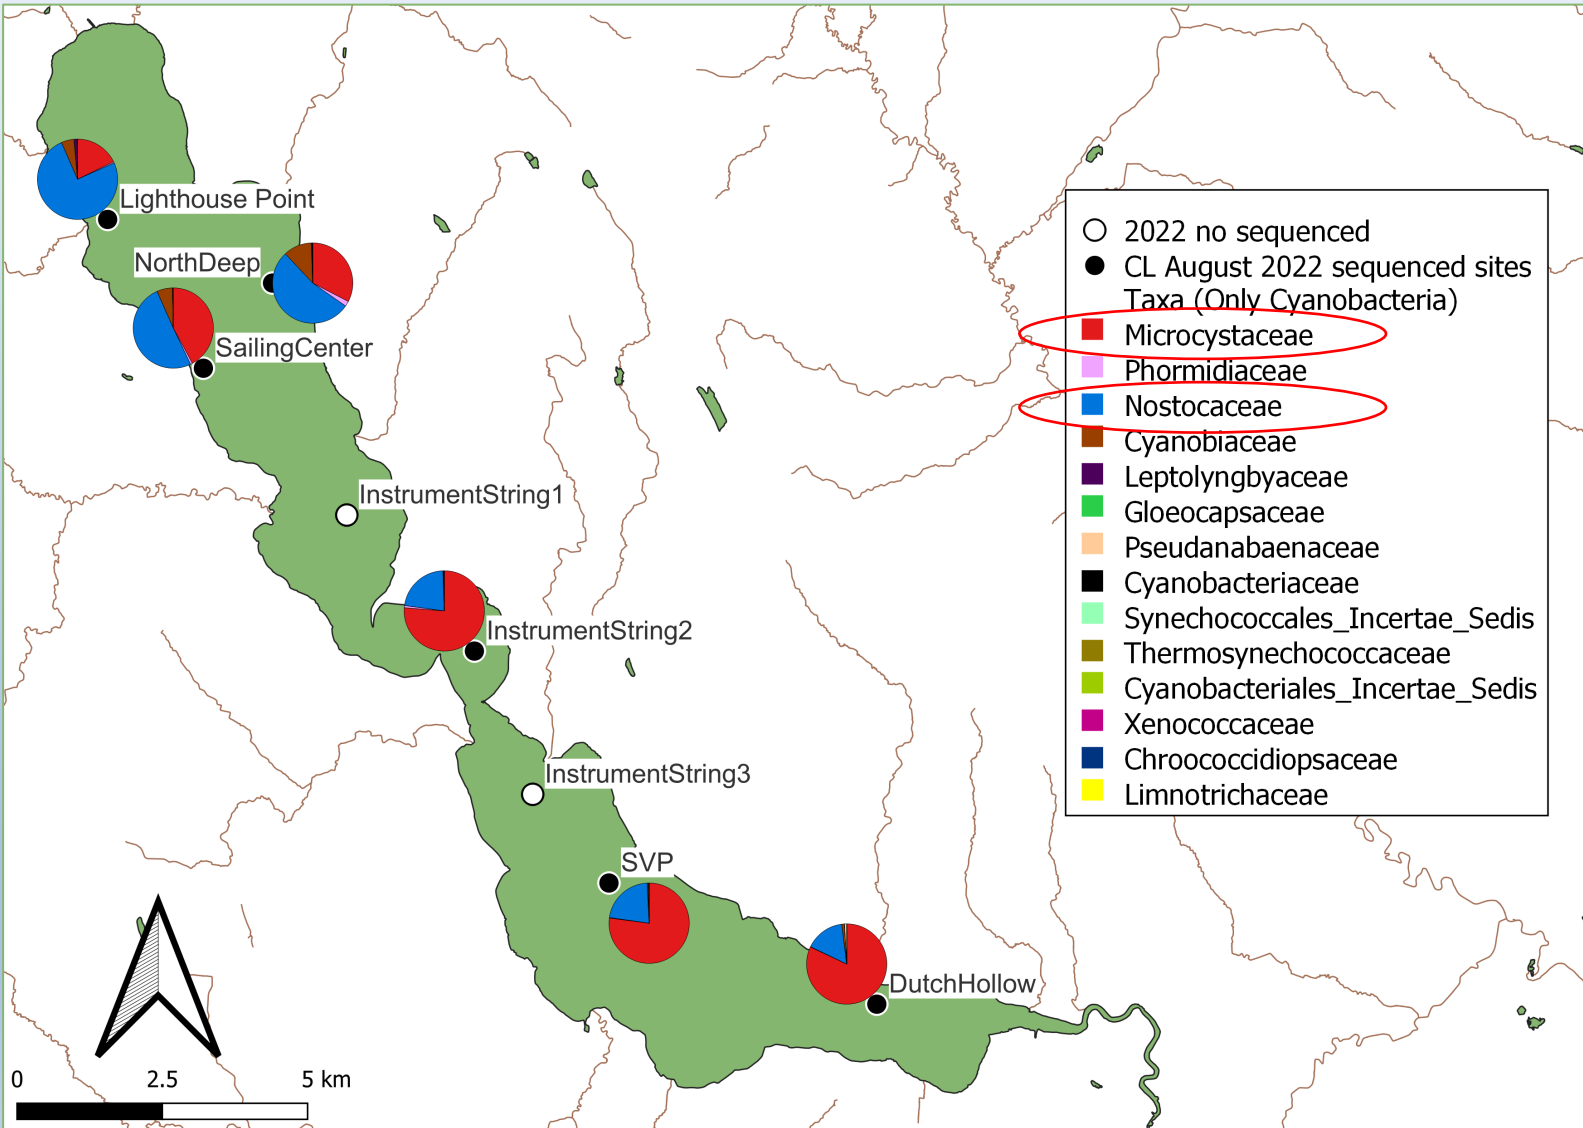 Lighthouse Point
NorthDeep
SailingCenter
InstrumentString1
InstrumentString2
InstrumentString3
SVP
DutchHollow
2022 no sequenced
CL August 2022 sequenced sites
Taxa (Only Cyanobacteria)
Microcystaceae
Phormidiaceae
Nostocaceae
Cyanobiaceae
Leptolyngbyaceae
Gloeocapsaceae
Pseudanabaenaceae
Cyanobacteriaceae
Synechococcales_Incertae_Sedis
Thermosynechococcaceae
Cyanobacteriales_Incertae_Sedis
Xenococcaceae
Chroococcidiopsaceae
Limnotrichaceae
0 2.5 5 km